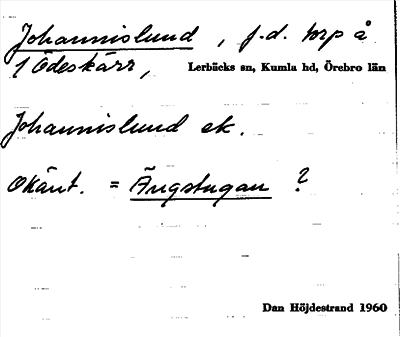 Johannislund, f.d. torp å
1 Ödeskärr, Lerbäcks sn, Kumla hd, Örebro län
Johannislund ek.
Okänt. = Ängstugan ?
Dan Höjdestrand 1960